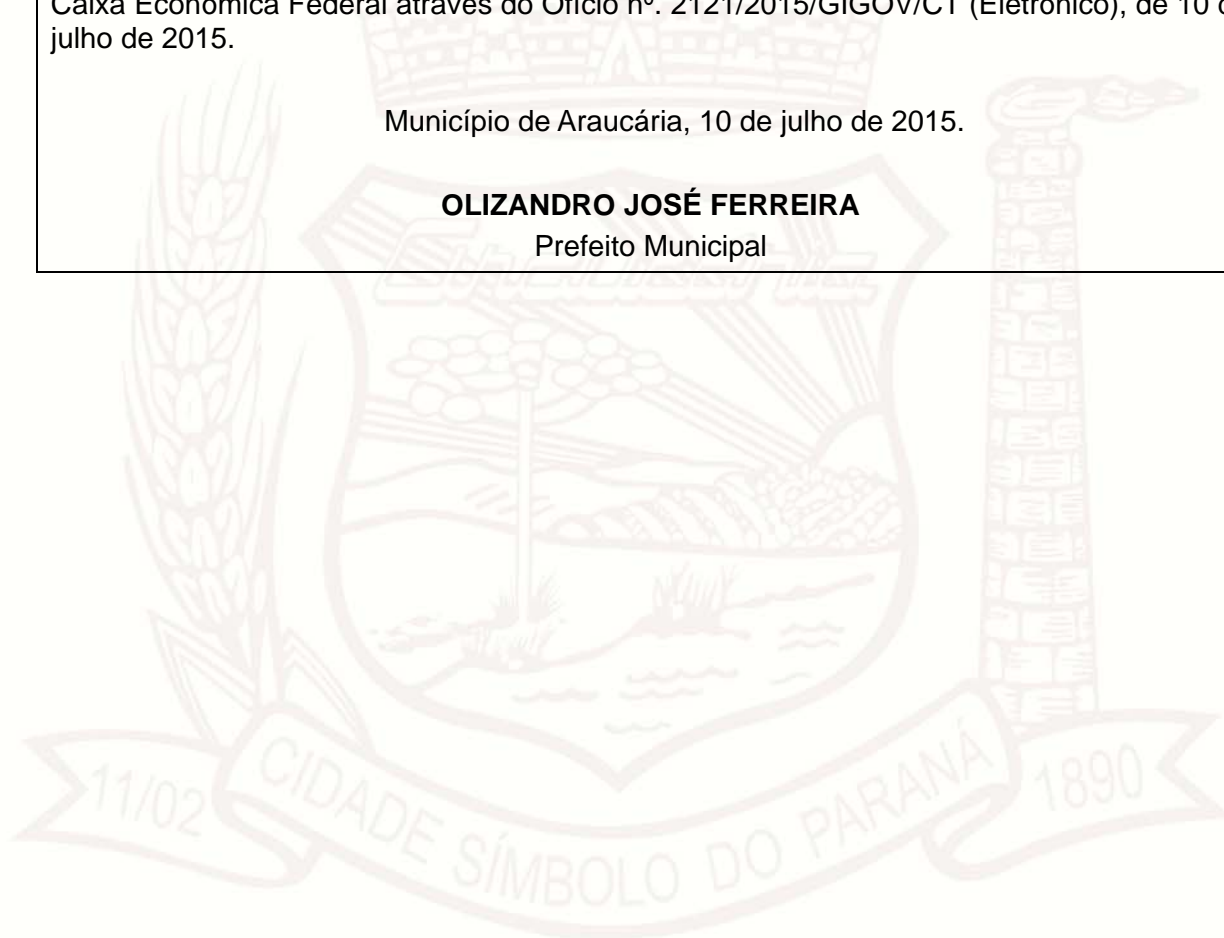 Caixa Econômica Federal através do Ofício nº. 2121/2015/GIGOV/CT (Eletrônico), de 10
julho de 2015.
Município de Araucária, 10 de julho de 2015.
OLIZANDRO JOSÉ FERREIRA
Prefeito Municipal
11/02
CIDADE SÍMBOLO DO PARANÁ
1890